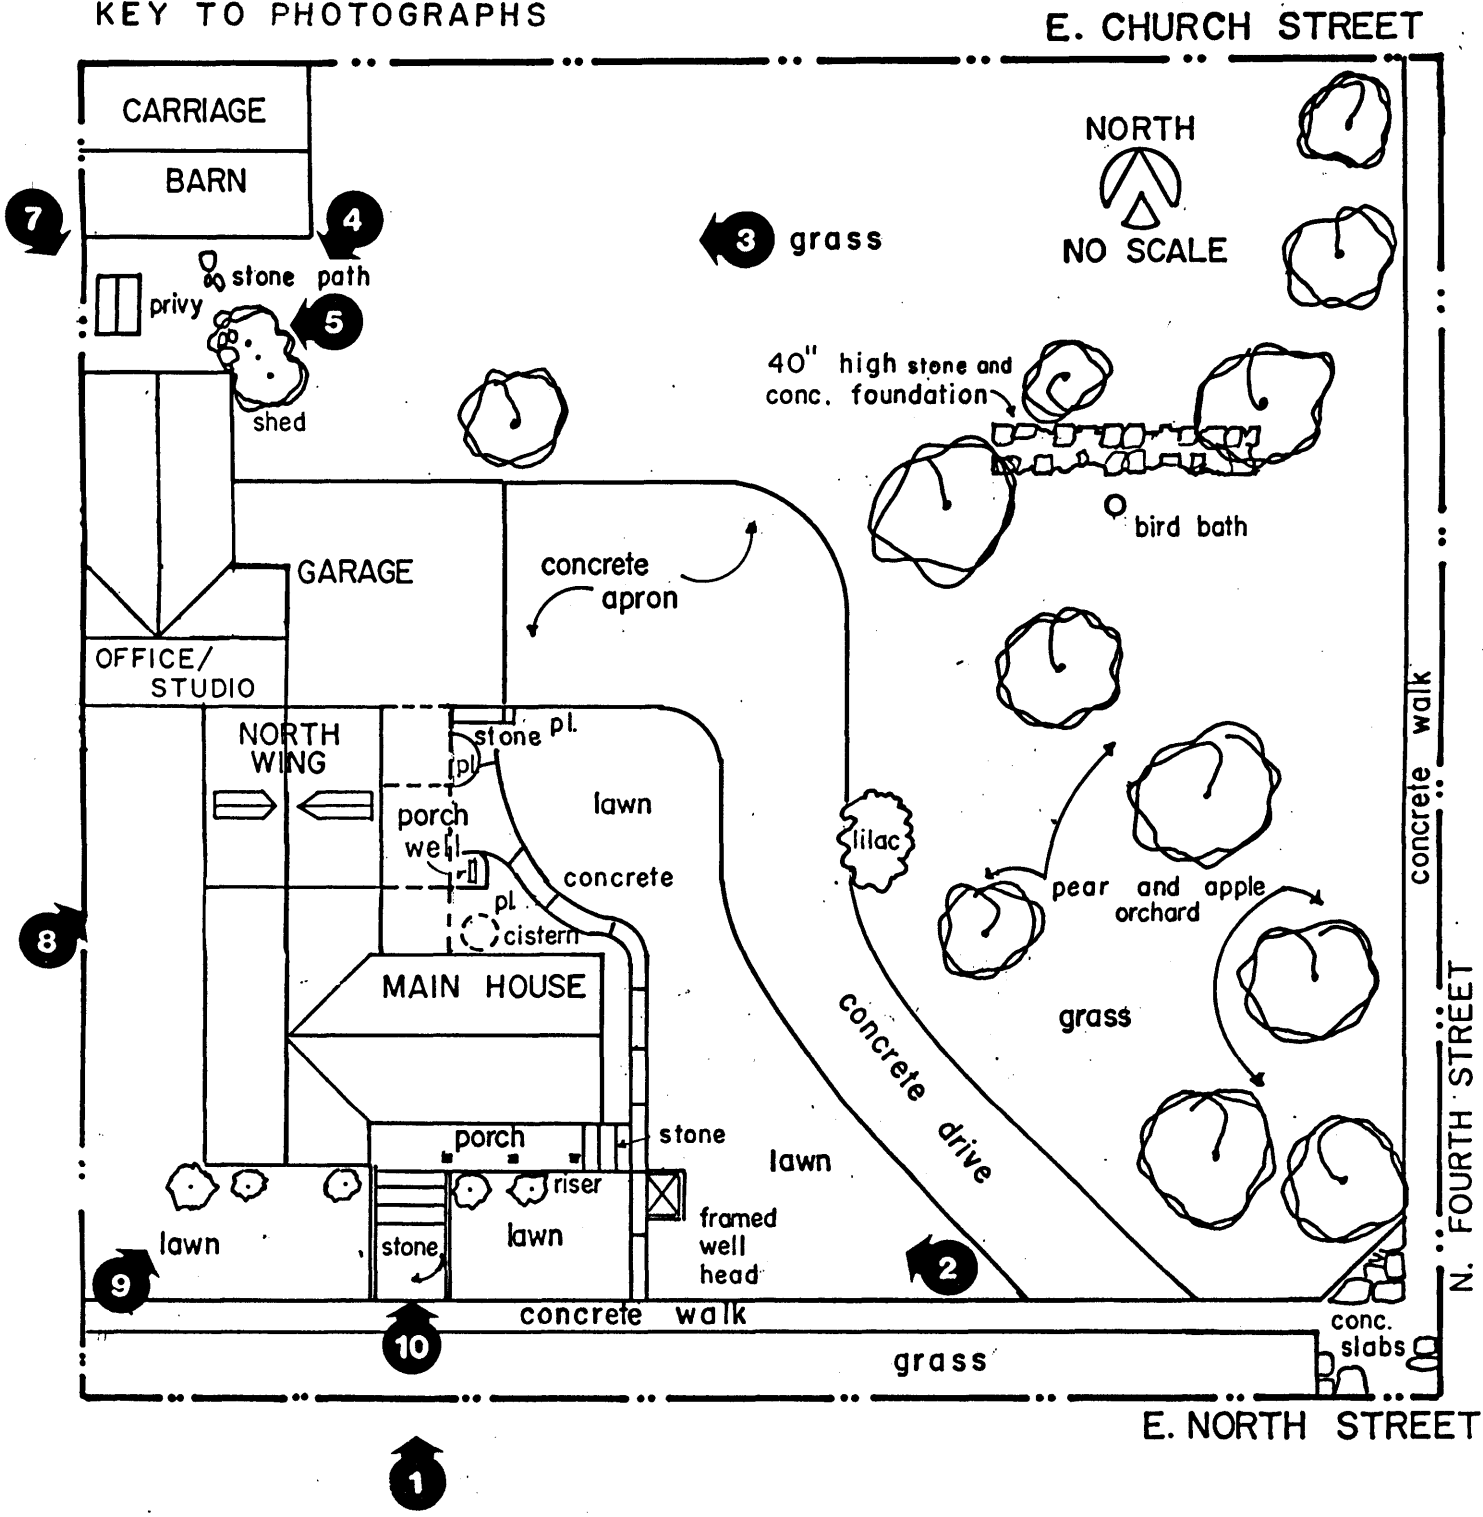 KEY TO PHOTOGRAPHS
E. CHURCH STREET
CARRIAGE
BARN
NORTH
NO SCALE
7
4
3
grass
stone path
privy
5
shed
40" high stone and
conc. foundation
bird bath
GARAGE
concrete
apron
OFFICE/
STUDIO
NORTH
WING
stone
pl.
pl.
lawn
porch
well
lilac
concrete walk
concrete
pear and apple
orchard
pl.
cistern
8
MAIN HOUSE
concrete drive
grass
N. FOURTH STREET
porch
stone
lawn
riser
lawn
stone
lawn
framed
well
head
9
2
concrete walk
10
conc.
slabs
grass
E. NORTH STREET
1